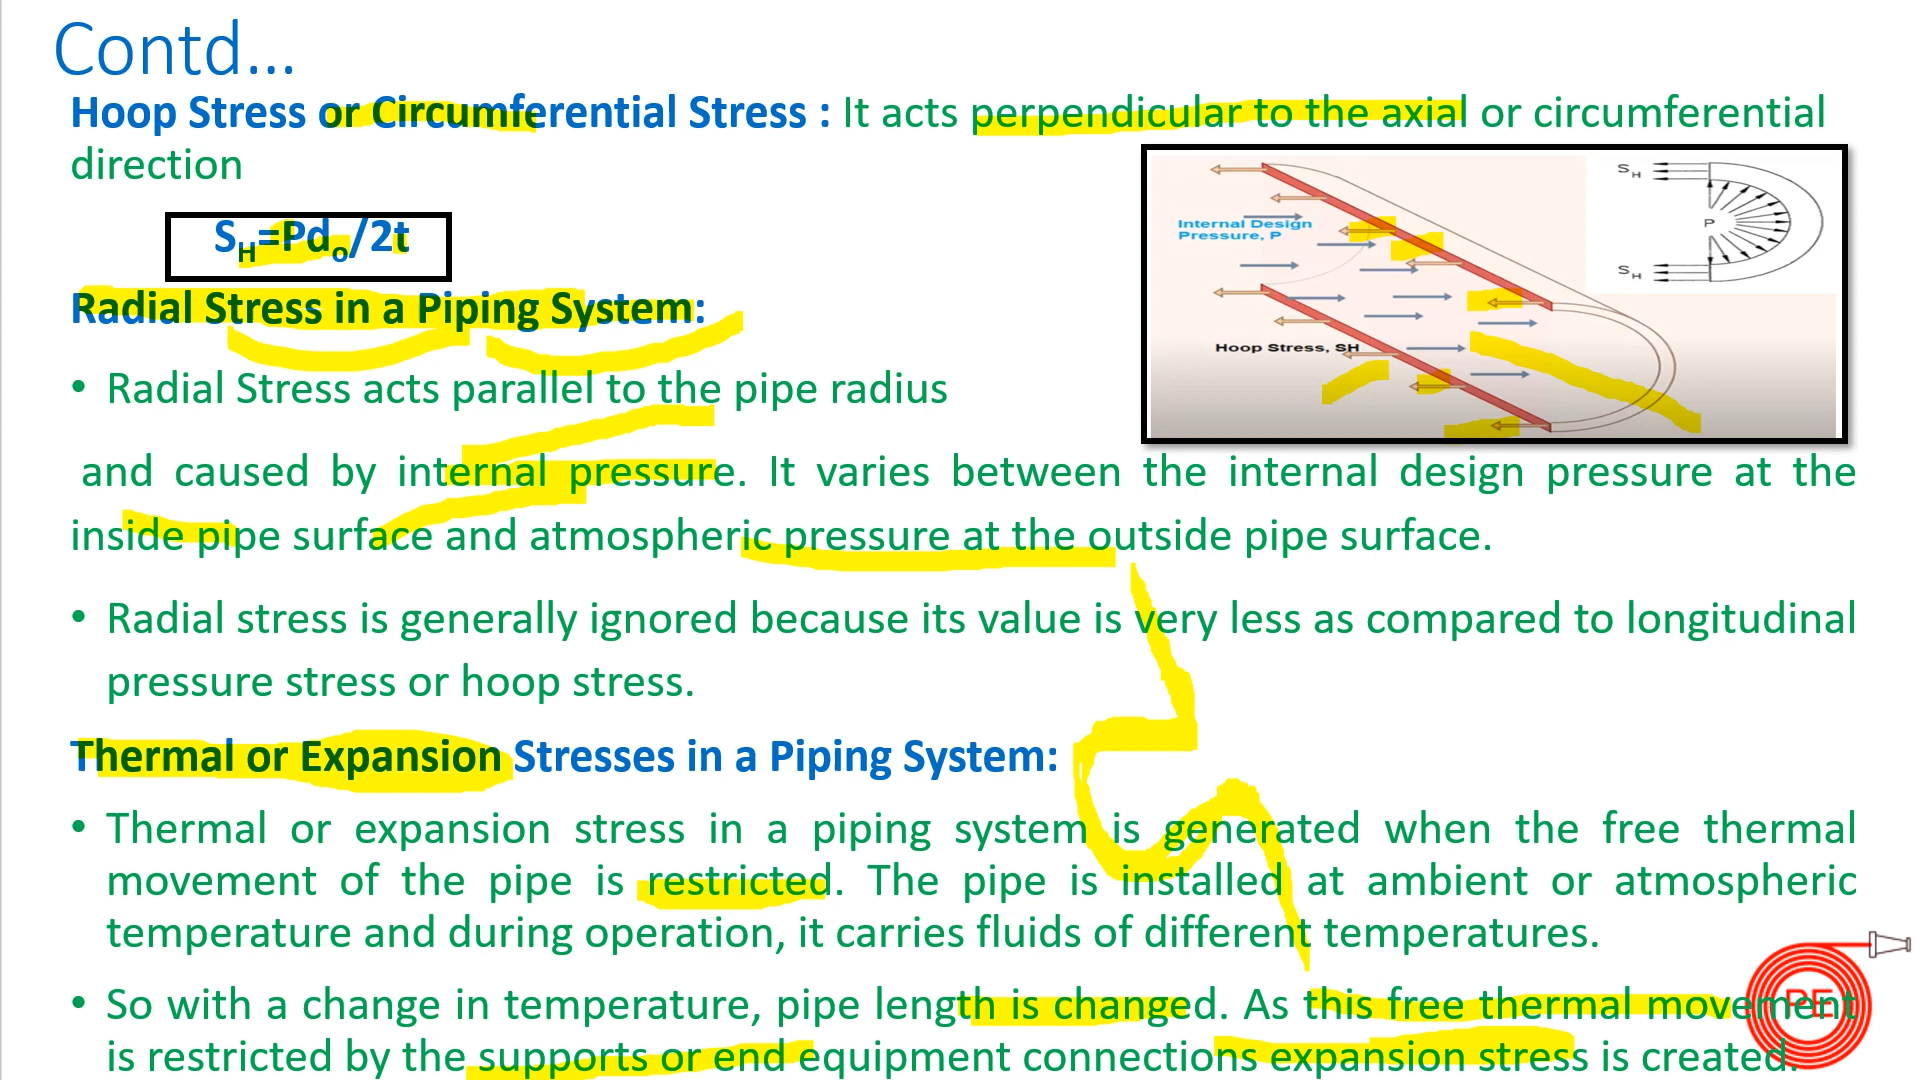 Contd...
Hoop Stress or Circumferential Stress : It acts perpendicular to the axial or circumferential
direction
S_H=Pd_o/2t
Internal Design
Pressure, P
Hoop Stress, SH
S_H
P
S_H
Radial Stress in a Piping System:
• Radial Stress acts parallel to the pipe radius
and caused by internal pressure. It varies between the internal design pressure at the
inside pipe surface and atmospheric pressure at the outside pipe surface.
• Radial stress is generally ignored because its value is very less as compared to longitudinal
pressure stress or hoop stress.
Thermal or Expansion Stresses in a Piping System:
• Thermal or expansion stress in a piping system is generated when the free thermal
movement of the pipe is restricted. The pipe is installed at ambient or atmospheric
temperature and during operation, it carries fluids of different temperatures.
• So with a change in temperature, pipe length is changed. As this free thermal movement
is restricted by the supports or end equipment connections expansion stress is created.
PE